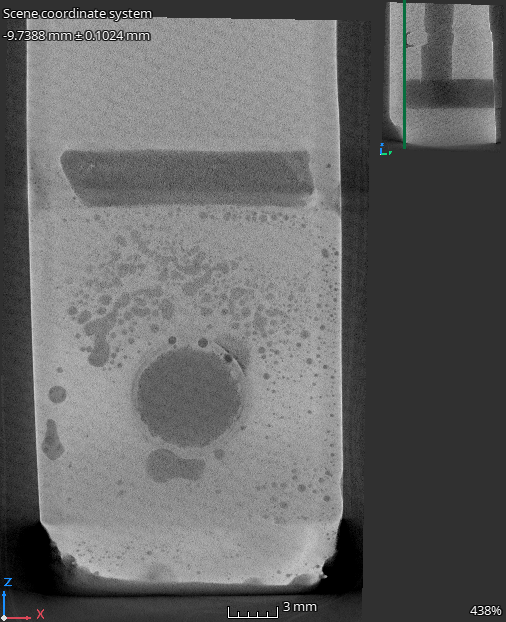 Scene coordinate system
-9.7388 mm ± 0.1024 mm
Z
X
3 mm
438%